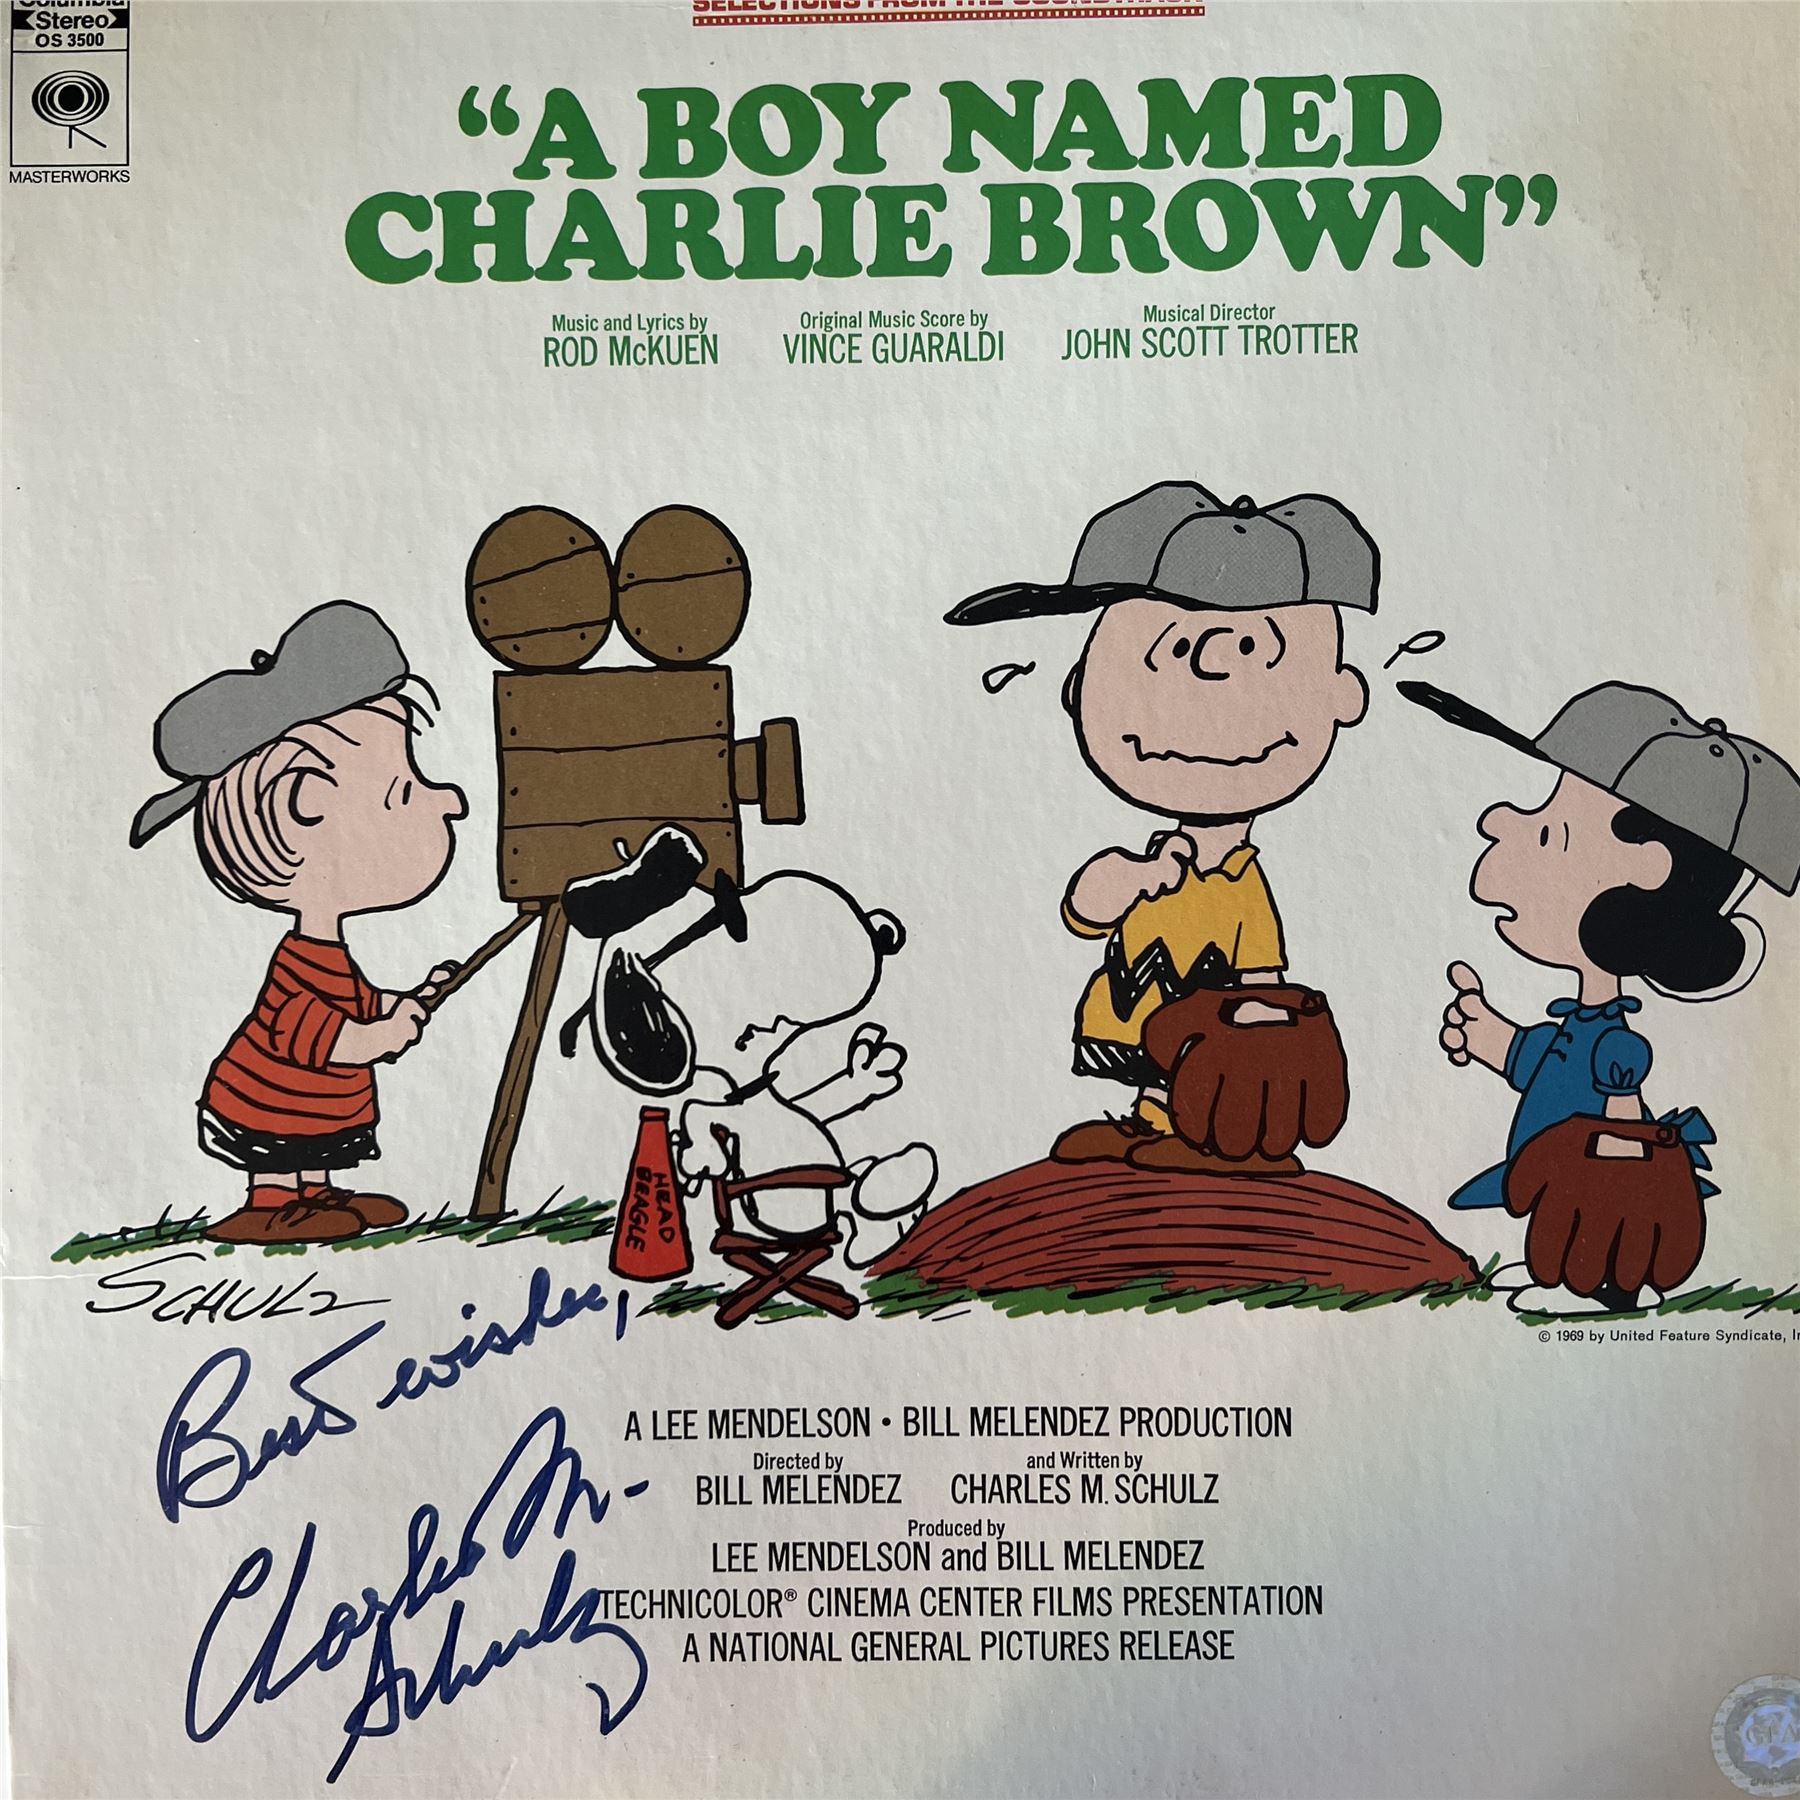 Columbia
Stereo
OS 3500
MASTERWORKS
SELECTIONS FROM THE SOUNDTRACK
“A BOY NAMED
CHARLIE BROWN”
Music and Lyrics by
ROD McKUEN
Original Music Score by
VINCE GUARALDI
Musical Director
JOHN SCOTT TROTTER
HEAD
BEAGLE
SCHULZ
© 1969 by United Feature Syndicate,
Best wishes,
Charles M.
Schulz
A LEE MENDELSON • BILL MELENDEZ PRODUCTION
Directed by
BILL MELENDEZ
and Written by
CHARLES M. SCHULZ
Produced by
LEE MENDELSON and BILL MELENDEZ
TECHNICOLOR® CINEMA CENTER FILMS PRESENTATION
A NATIONAL GENERAL PICTURES RELEASE